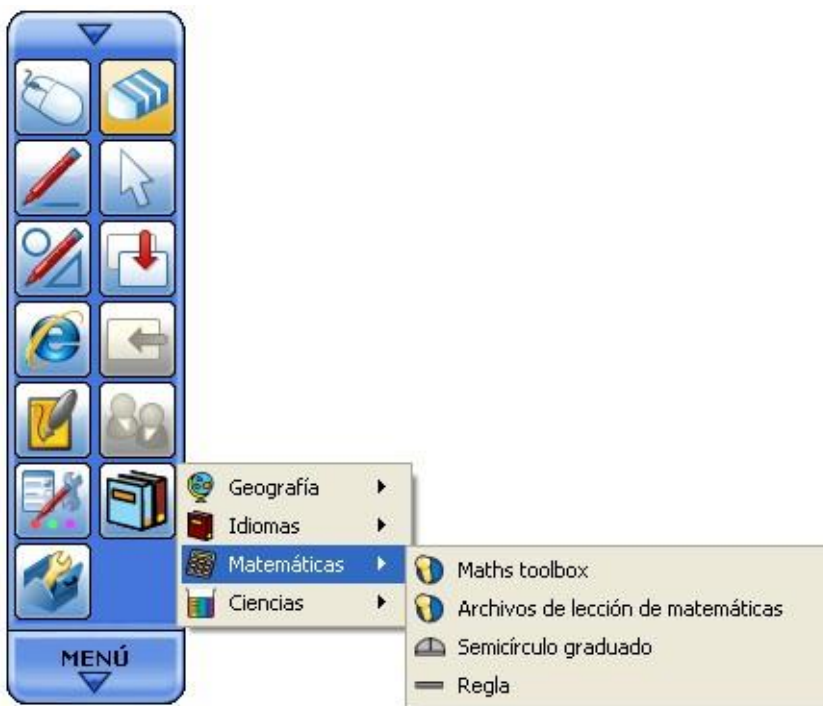 Geografía
Idiomas
Matemáticas
Ciencias
Maths toolbox
Archivos de lección de matemáticas
Semicírculo graduado
Regla
MENÚ